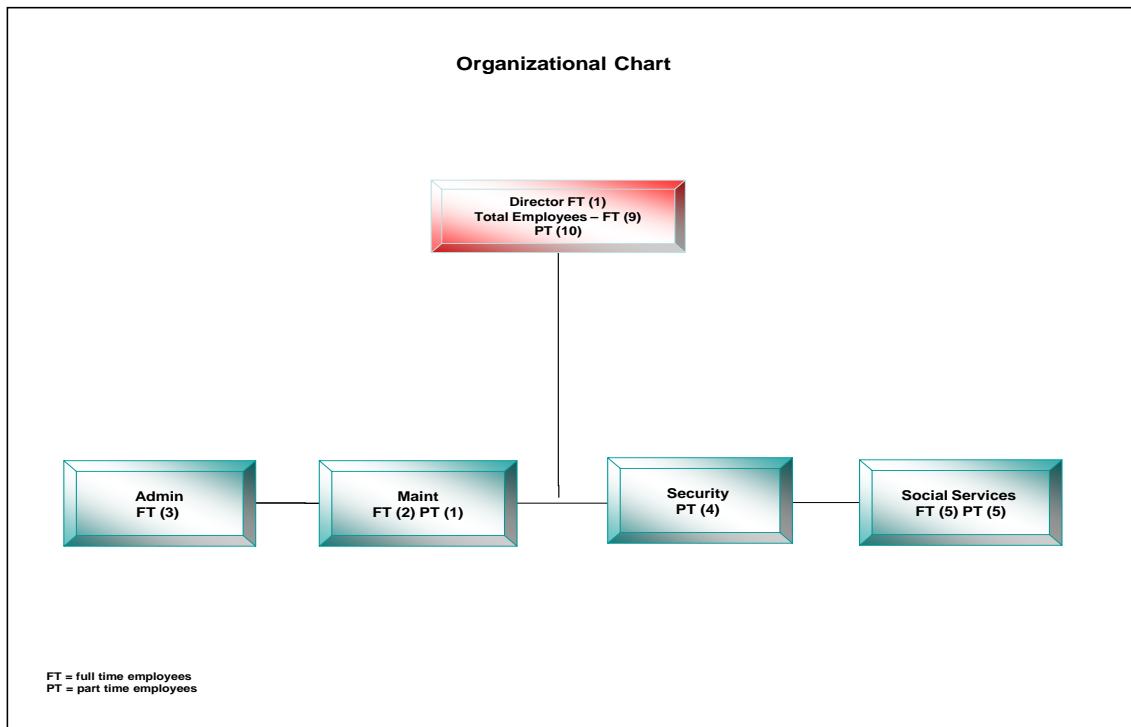 Organizational Chart
Director FT (1)
Total Employees – FT (9)
PT (10)
Admin
FT (3)
Maint
FT (2) PT (1)
Security
PT (4)
Social Services
FT (5) PT (5)
FT = full time employees
PT = part time employees